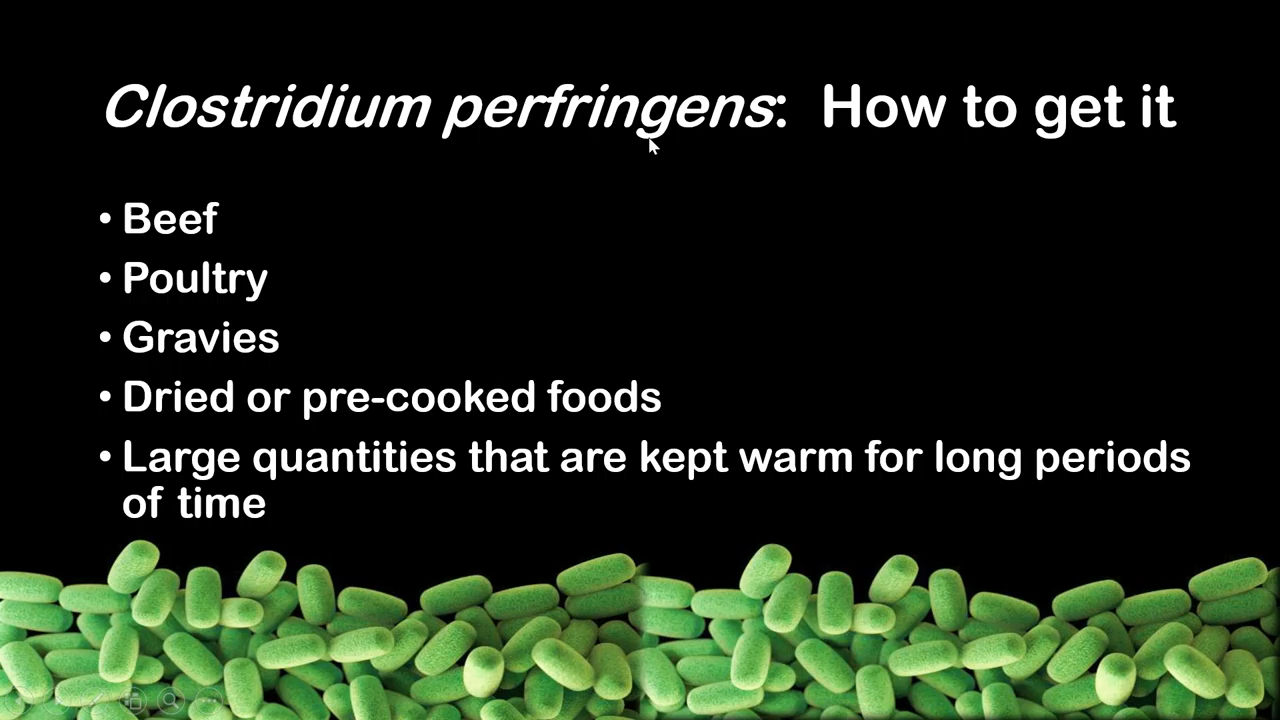 Clostridium perfringens: How to get it
• Beef
• Poultry
• Gravies
• Dried or pre-cooked foods
• Large quantities that are kept warm for long periods
of time